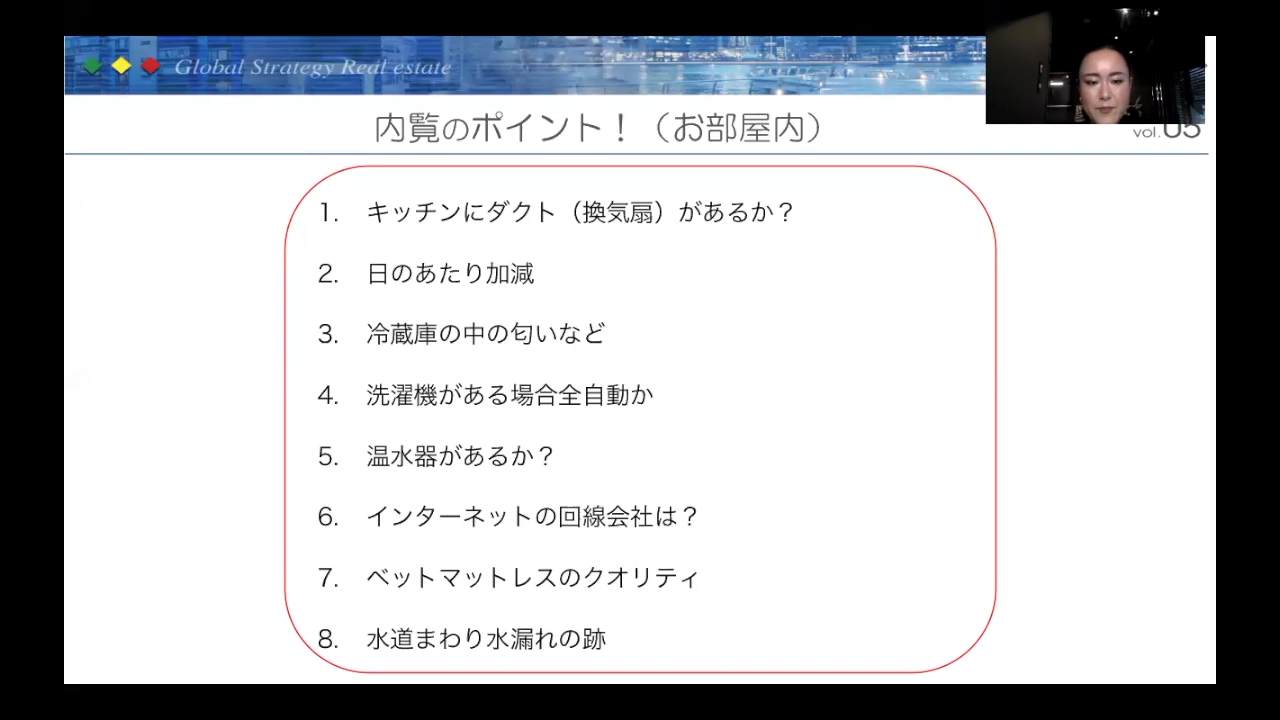 Global Strategy Real estate
内覧のポイント！（お部屋内）
vol.05
1. キッチンにダクト（換気扇）があるか？
2. 日のあたり加減
3. 冷蔵庫の中の匂いなど
4. 洗濯機がある場合全自動か
5. 温水器があるか？
6. インターネットの回線会社は？
7. ベットマットレスのクオリティ
8. 水道まわり水漏れの跡